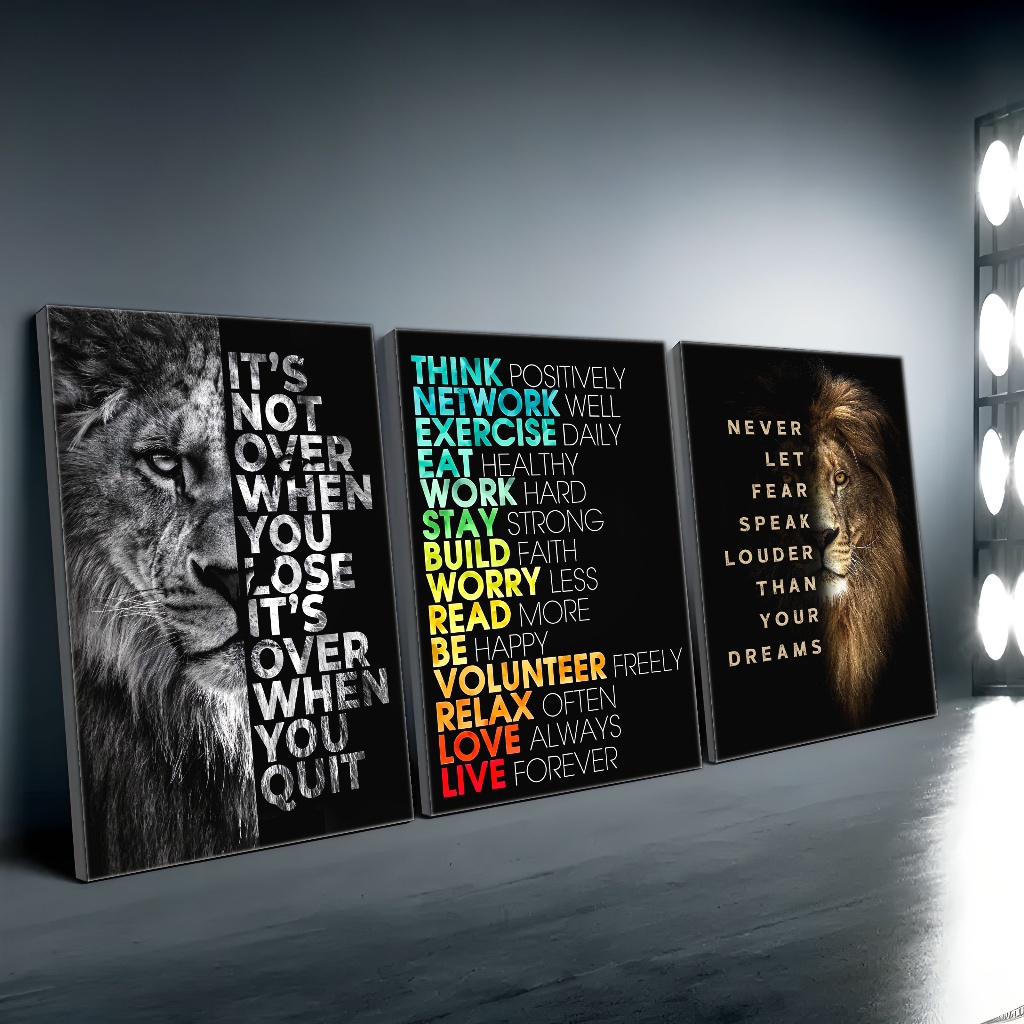 IT'S
NOT
OVER
WHEN
YOU
LOSE
IT'S
OVER
WHEN
YOU
QUIT
THINK POSITIVELY
NETWORK WELL
EXERCISE DAILY
EAT HEALTHY
WORK HARD
STAY STRONG
BUILD FAITH
WORRY LESS
READ MORE
BE HAPPY
VOLUNTEER FREELY
RELAX OFTEN
LOVE ALWAYS
LIVE FOREVER
NEVER
LET
FEAR
SPEAK
LOUDER
THAN
YOUR
DREAMS